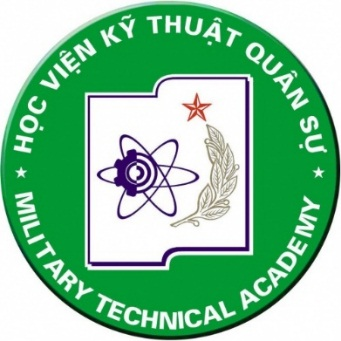 HỌC VIỆN KỸ THUẬT QUÂN SỰ
MILITARY TECHNICAL ACADEMY